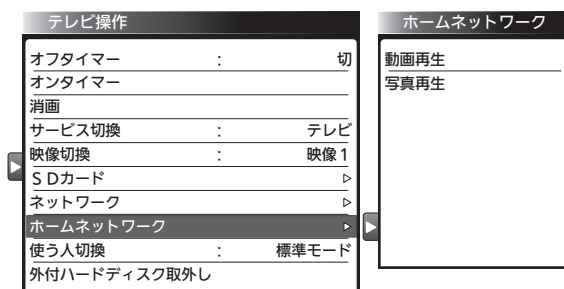 テレビ操作
オフタイマー : 切
オンタイマー
消画
サービス切換 : テレビ
映像切換 : 映像1
SDカード
ネットワーク
ホームネットワーク
使う人切換 : 標準モード
外付ハードディスク取外し
ホームネットワーク
動画再生
写真再生